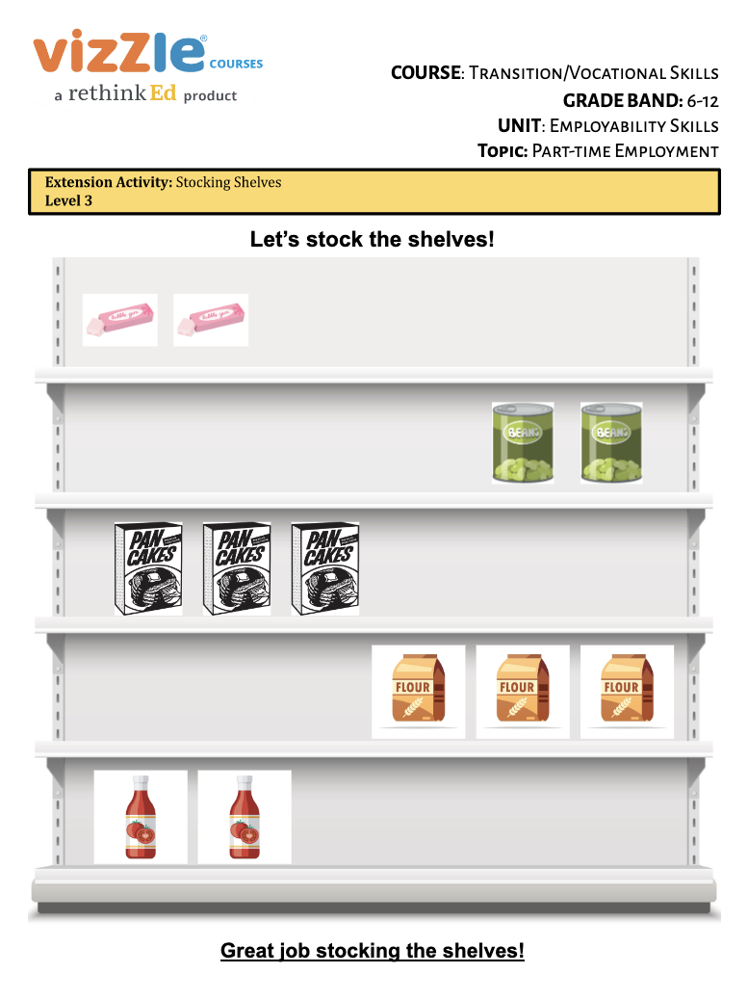 vizzle® COURSES
a rethinkEd product
COURSE: TRANSITION/VOCATIONAL SKILLS
GRADE BAND: 6-12
UNIT: EMPLOYABILITY SKILLS
TOPIC: PART-TIME EMPLOYMENT
Extension Activity: Stocking Shelves
Level 3
Let's stock the shelves!
bubble gum bubble gum
BEANS BEANS
PAN PAN PAN
CAKES CAKES CAKES
FLOUR FLOUR FLOUR
Great job stocking the shelves!